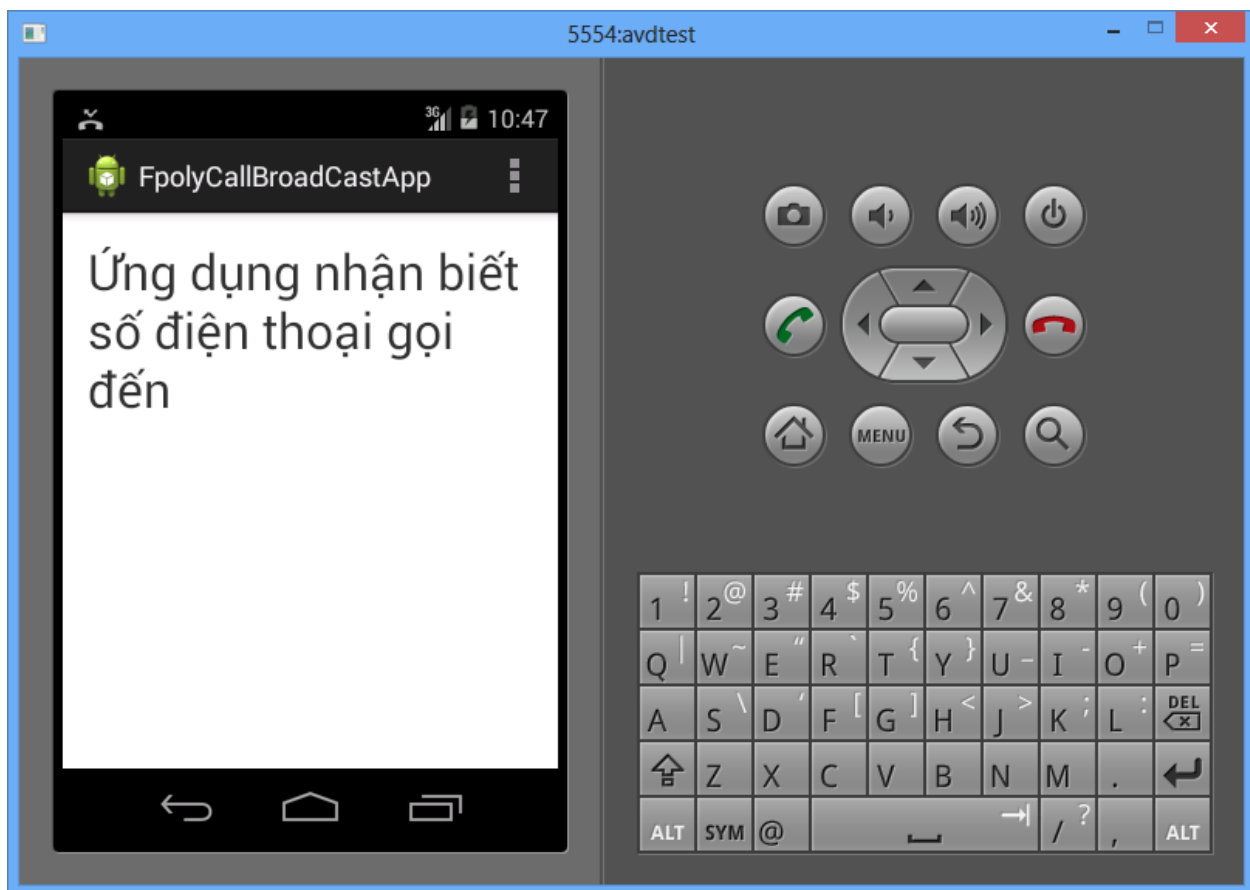 5554:avdtest
3G 10:47
FpolyCallBroadCastApp
Ứng dụng nhận biết
số điện thoại gọi
đến
MENU
1 ! 2 @ 3 # 4 $ 5 % 6 ^ 7 & 8 * 9 ( 0 )
Q | W ~ E “ R ` T { Y } U _ I - O + P =
A S \ D ‘ F [ G ] H < J > K ; L : DEL
Z X C V B N M .
ALT SYM @ / ? , ALT